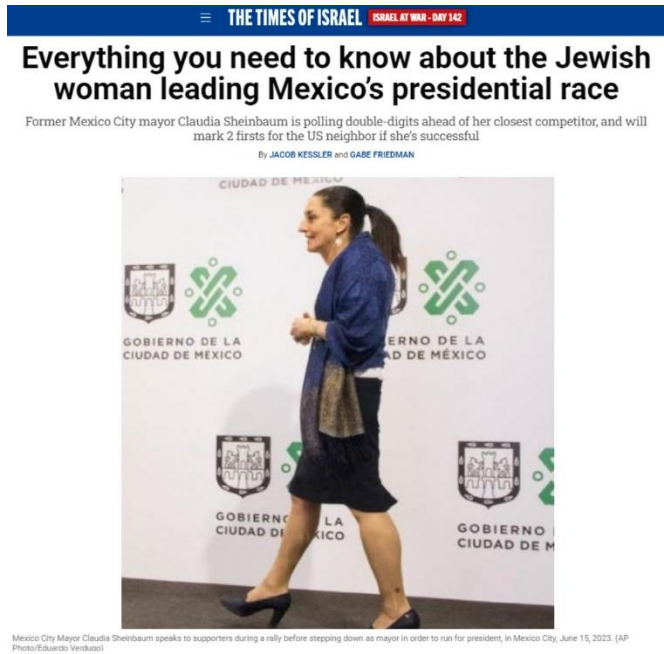 THE TIMES OF ISRAEL ISRAEL AT WAR - DAY 142
Everything you need to know about the Jewish
woman leading Mexico's presidential race
Former Mexico City mayor Claudia Sheinbaum is polling double-digits ahead of her closest competitor, and will
mark 2 firsts for the US neighbor if she's successful
By JACOB KESSLER and GABE FRIEDMAN
CIUDAD DE MÉXICO
GOBIERNO DE LA
CIUDAD DE MÉXICO
ERNO DE LA
AD DE MÉXICO
GOBIERN LA
CIUDAD D XICO
GOBIERNO
CIUDAD DE M
Mexico City Mayor Claudia Sheinbaum speaks to supporters during a rally before stepping down as mayor in order to run for president, in Mexico City, June 15, 2023. (AP
Photo/Eduardo Verdugo)